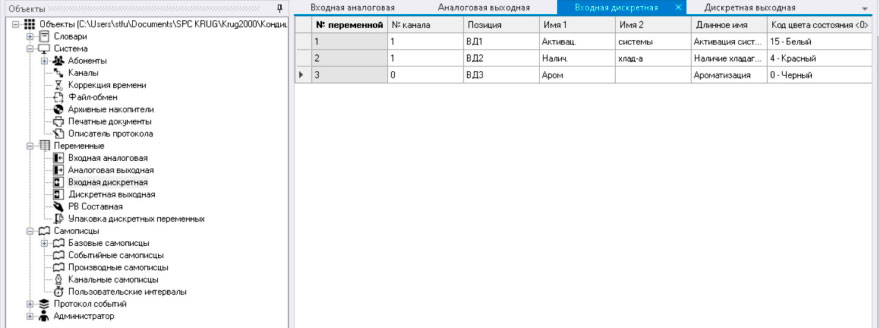 Объекты
Объекты (C:\Users\stfu\Documents\SPC KRUG\Krug2000\Конди
Словари
Система
Абоненты
Каналы
Коррекция времени
Файл-обмен
Архивные накопители
Печатные документы
Описатель протокола
Переменные
Входная аналоговая
Аналоговая выходная
Входная дискретная
Дискретная выходная
РВ Составная
Упаковка дискретных переменных
Самописцы
Базовые самописцы
Событийные самописцы
Производные самописцы
Канальные самописцы
Пользовательские интервалы
Протокол событий
Администратор
Входная аналоговая Аналоговая выходная Входная дискретная Дискретная выходная
№ переменной № канала Позиция Имя 1 Имя 2 Длинное имя Код цвета состояния <0>
1 1 ВД1 Активац. системы Активация сист... 15 - Белый
2 1 ВД2 Налич. хлад-а Наличие хладаг... 4 - Красный
3 0 ВД3 Аром Ароматизация 0 - Черный